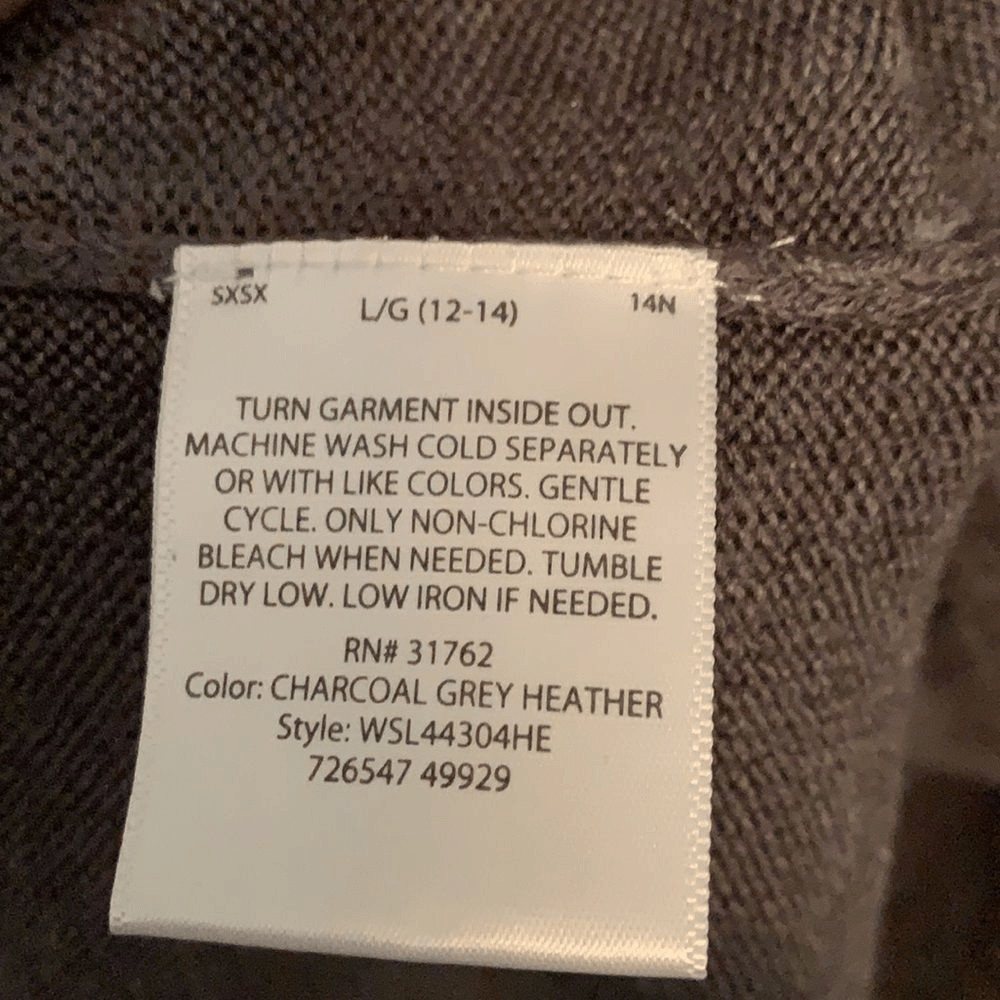 SXSX L/G (12-14) 14N
TURN GARMENT INSIDE OUT.
MACHINE WASH COLD SEPARATELY
OR WITH LIKE COLORS. GENTLE
CYCLE. ONLY NON-CHLORINE
BLEACH WHEN NEEDED. TUMBLE
DRY LOW. LOW IRON IF NEEDED.
RN# 31762
Color: CHARCOAL GREY HEATHER
Style: WSL44304HE
726547 49929